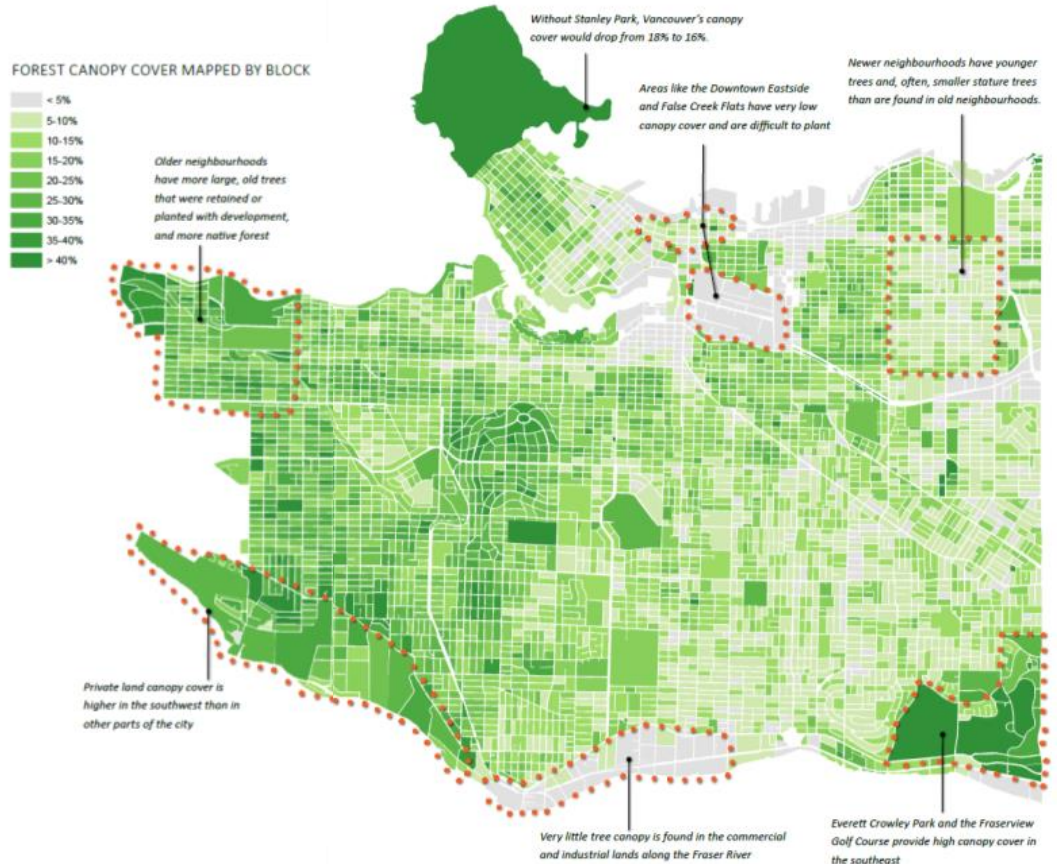 Without Stanley Park, Vancouver's canopy
cover would drop from 18% to 16%.
FOREST CANOPY COVER MAPPED BY BLOCK
< 5%
5-10%
10-15%
15-20%
20-25%
25-30%
30-35%
35-40%
> 40%
Older neighbourhoods
have more large, old trees
that were retained or
planted with development,
and more native forest
Areas like the Downtown Eastside
and False Creek Flats have very low
canopy cover and are difficult to plant
Newer neighbourhoods have younger
trees and, often, smaller stature trees
than are found in old neighbourhoods.
Private land canopy cover is
higher in the southwest than in
other parts of the city
Very little tree canopy is found in the commercial
and industrial lands along the Fraser River
Everett Crowley Park and the Fraserview
Golf Course provide high canopy cover in
the southeast